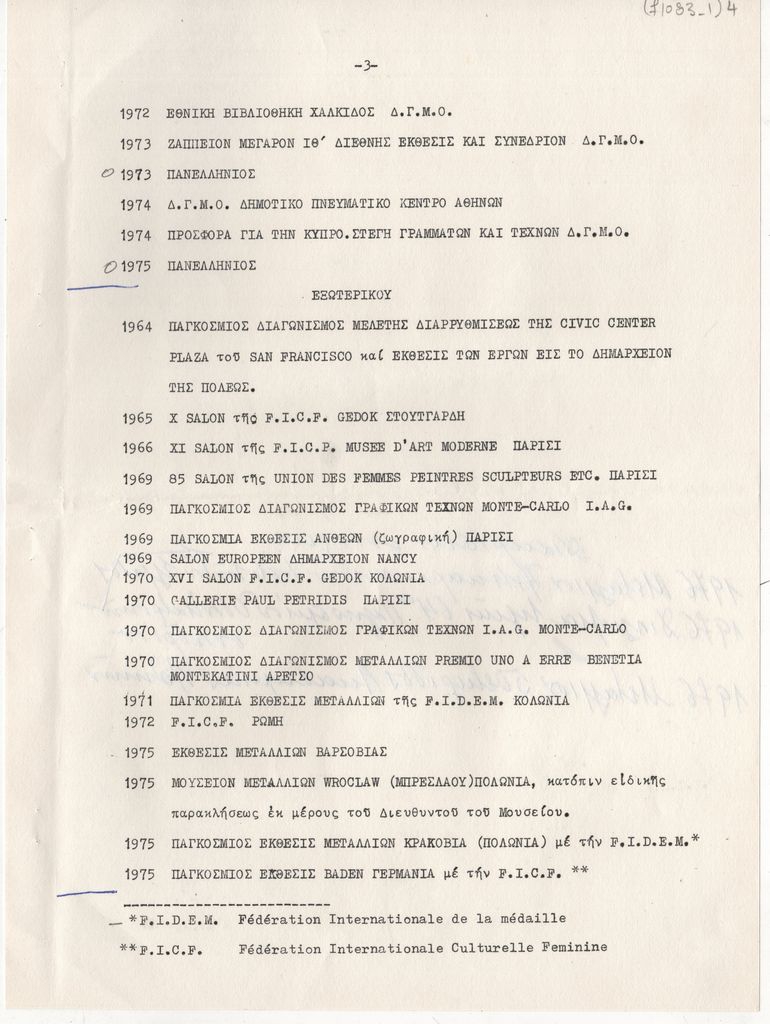 (f1083_1) 4
-3-
1972 ΕΘΝΙΚΗ ΒΙΒΛΙΟΘΗΚΗ ΧΑΛΚΙΔΟΣ Δ.Γ.Μ.Ο.
1973 ΖΑΠΠΕΙΟΝ ΜΕΓΑΡΟΝ ΙΘ´ ΔΙΕΘΝΗΣ ΕΚΘΕΣΙΣ ΚΑΙ ΣΥΝΕΔΡΙΟΝ Δ.Γ.Μ.Ο.
1973 ΠΑΝΕΛΛΗΝΙΟΣ
1974 Δ.Γ.Μ.Ο. ΔΗΜΟΤΙΚΟ ΠΝΕΥΜΑΤΙΚΟ ΚΕΝΤΡΟ ΑΘΗΝΩΝ
1974 ΠΡΟΣΦΟΡΑ ΓΙΑ ΤΗΝ ΚΥΠΡΟ.ΣΤΕΓΗ ΓΡΑΜΜΑΤΩΝ ΚΑΙ ΤΕΧΝΩΝ Δ.Γ.Μ.Ο.
1975 ΠΑΝΕΛΛΗΝΙΟΣ
ΕΞΩΤΕΡΙΚΟΥ
1964 ΠΑΓΚΟΣΜΙΟΣ ΔΙΑΓΩΝΙΣΜΟΣ ΜΕΛΕΤΗΣ ΔΙΑΡΡΥΘΜΙΣΕΩΣ ΤΗΣ CIVIC CENTER
PLAZA τοῦ SAN FRANCISCO καί ΕΚΘΕΣΙΣ ΤΩΝ ΕΡΓΩΝ ΕΙΣ ΤΟ ΔΗΜΑΡΧΕΙΟΝ
ΤΗΣ ΠΟΛΕΩΣ.
1965 X SALON τῆς F.I.C.F. GEDOK ΣΤΟΥΤΓΑΡΔΗ
1966 XI SALON τῆς F.I.C.F. MUSEE D'ART MODERNE ΠΑΡΙΣΙ
1969 85 SALON τῆς UNION DES FEMMES PEINTRES SCULPTEURS ETC. ΠΑΡΙΣΙ
1969 ΠΑΓΚΟΣΜΙΟΣ ΔΙΑΓΩΝΙΣΜΟΣ ΓΡΑΦΙΚΩΝ ΤΕΧΝΩΝ MONTE-CARLO I.A.G.
1969 ΠΑΓΚΟΣΜΙΑ ΕΚΘΕΣΙΣ ΑΝΘΕΩΝ (ζωγραφική) ΠΑΡΙΣΙ
1969 SALON EUROPEEN ΔΗΜΑΡΧΕΙΟΝ NANCY
1970 XVI SALON F.I.C.F. GEDOK ΚΟΛΩΝΙΑ
1970 GALLERIE PAUL PETRIDIS ΠΑΡΙΣΙ
1970 ΠΑΓΚΟΣΜΙΟΣ ΔΙΑΓΩΝΙΣΜΟΣ ΓΡΑΦΙΚΩΝ ΤΕΧΝΩΝ I.A.G. MONTE-CARLO
1970 ΠΑΓΚΟΣΜΙΟΣ ΔΙΑΓΩΝΙΣΜΟΣ ΜΕΤΑΛΛΙΩΝ PREMIO UNO A ERRE ΒΕΝΕΤΙΑ
ΜΟΝΤΕΚΑΤΙΝΙ ΑΡΕΤΣΟ
1971 ΠΑΓΚΟΣΜΙΑ ΕΚΘΕΣΙΣ ΜΕΤΑΛΛΙΩΝ τῆς F.I.D.E.M. ΚΟΛΩΝΙΑ
1972 F.I.C.F. ΡΩΜΗ
1975 ΕΚΘΕΣΙΣ ΜΕΤΑΛΛΙΩΝ ΒΑΡΣΟΒΙΑΣ
1975 ΜΟΥΣΕΙΟΝ ΜΕΤΑΛΛΙΩΝ WROCLAW (ΜΠΡΕΣΛΑΟΥ)ΠΟΛΩΝΙΑ, κατόπιν εἰδικῆς
παρακλήσεως ἐκ μέρους τοῦ Διευθυντοῦ τοῦ Μουσείου.
1975 ΠΑΓΚΟΣΜΙΟΣ ΕΚΘΕΣΙΣ ΜΕΤΑΛΛΙΩΝ ΚΡΑΚΟΒΙΑ (ΠΟΛΩΝΙΑ) μέ τήν F.I.D.E.M.*
1975 ΠΑΓΚΟΣΜΙΟΣ ΕΚΘΕΣΙΣ BADEN ΓΕΡΜΑΝΙΑ μέ τήν F.I.C.F. **
*F.I.D.E.M. Fédération Internationale de la médaille
**F.I.C.F. Fédération Internationale Culturelle Feminine